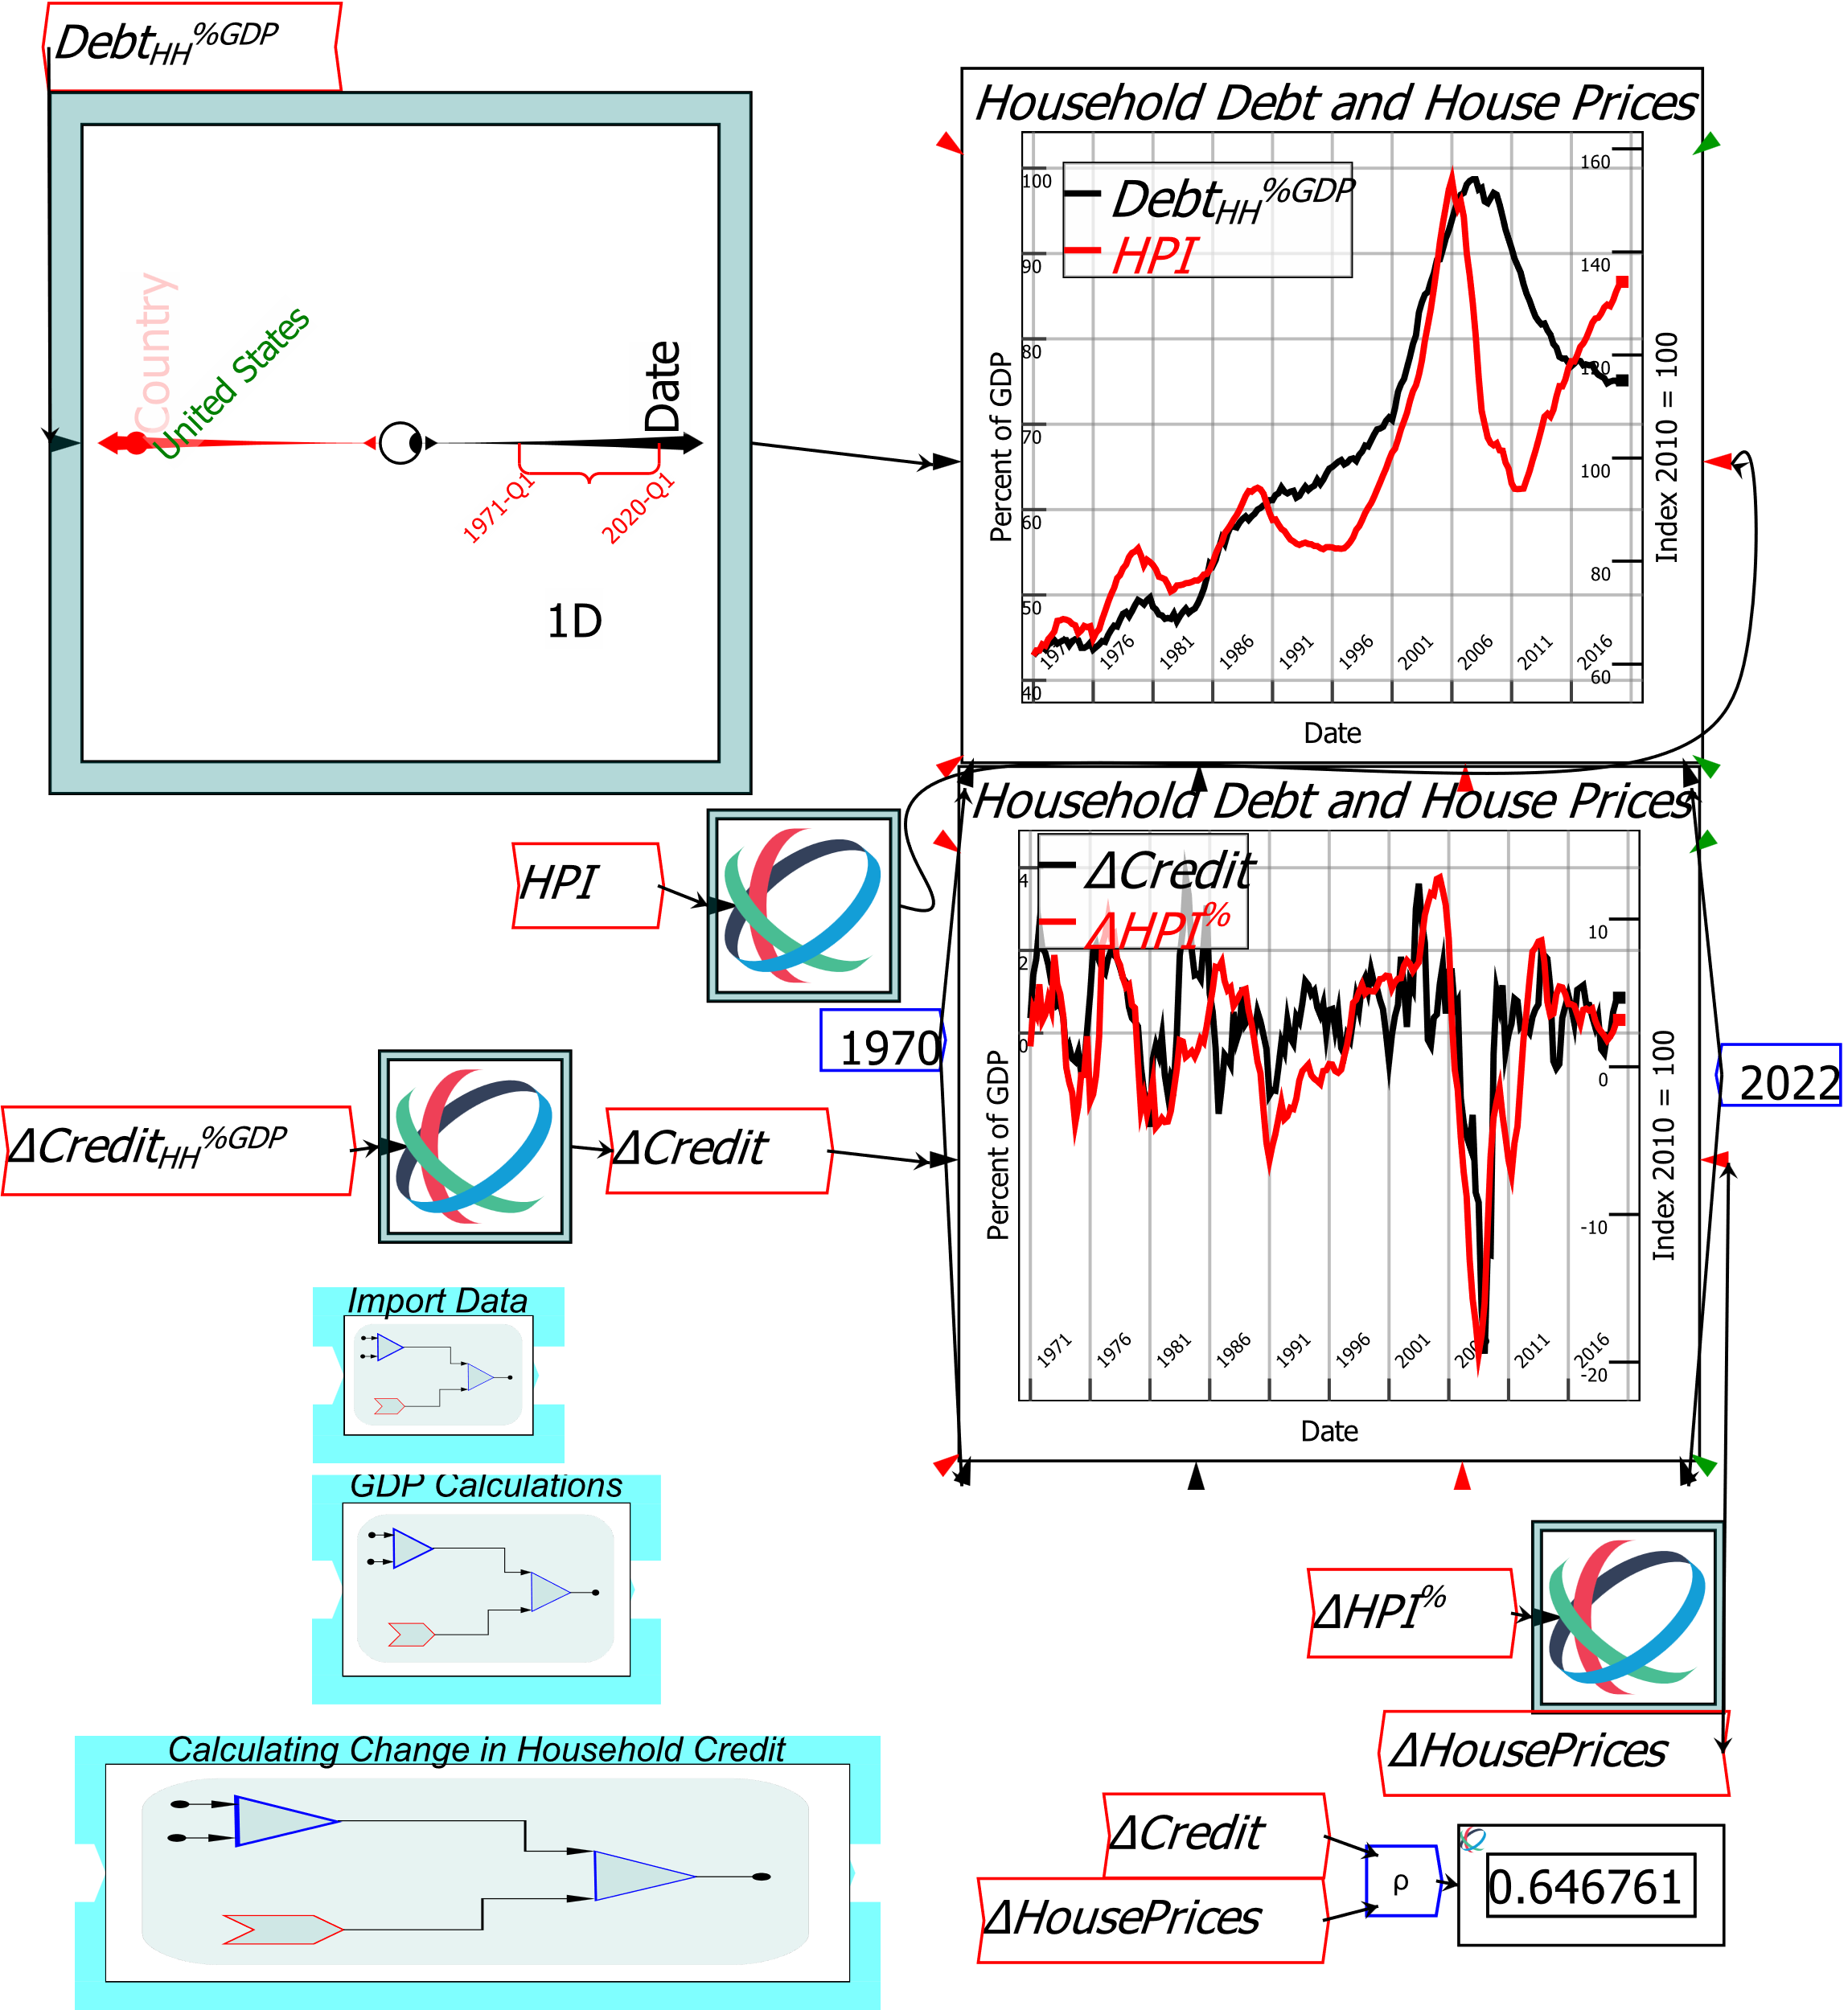 Debt_HH^%GDP
Country
United States
Date
1971-Q1
2020-Q1
1D
Household Debt and House Prices
Debt_HH^%GDP
HPI
100
90
80
70
60
50
40
160
140
120
100
80
60
Percent of GDP
Index 2010 = 100
1976
1981
1986
1991
1996
2001
2006
2011
2016
Date
Household Debt and House Prices
ΔCredit
ΔHPI^%
4
2
0
10
0
-10
-20
Percent of GDP
Index 2010 = 100
1971
1976
1981
1986
1991
1996
2001
2011
2016
Date
HPI
1970
2022
ΔCredit_HH^%GDP
ΔCredit
Import Data
GDP Calculations
Calculating Change in Household Credit
ΔHPI^%
ΔHousePrices
ΔCredit
ΔHousePrices
ρ
0.646761